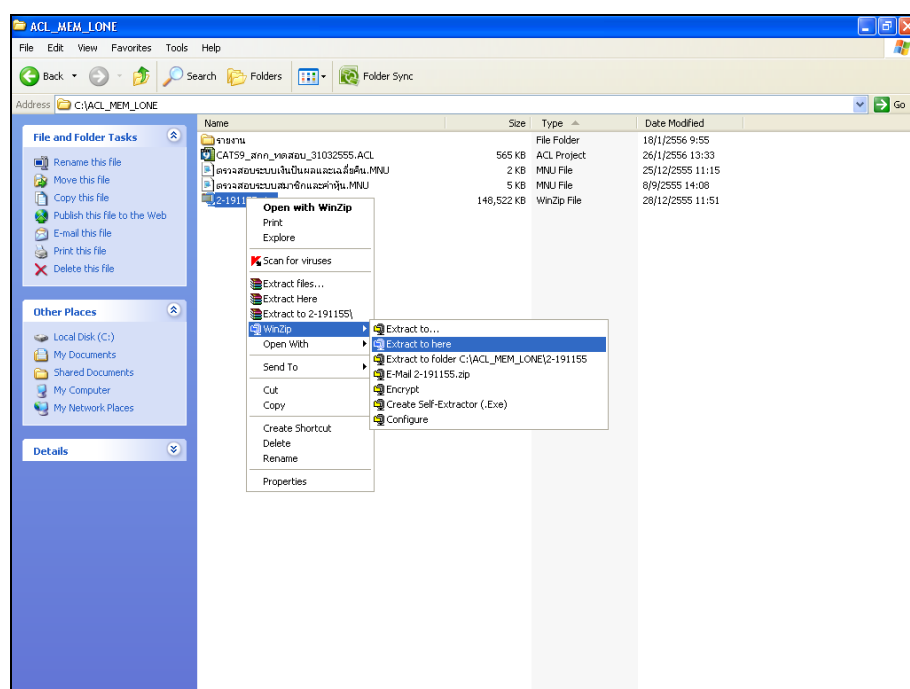 ACL_MEM_LONE
File Edit View Favorites Tools Help
Back Search Folders Folder Sync
Address C:\ACL_MEM_LONE Go
Name Size Type Date Modified
File and Folder Tasks
Rename this file
Move this file
Copy this file
Publish this file to the Web
E-mail this file
Print this file
Delete this file
Other Places
Local Disk (C:)
My Documents
Shared Documents
My Computer
My Network Places
Details
รายงาน File Folder 18/1/2556 9:55
CATS9_สกก_ทดสอบ_31032555.ACL 565 KB ACL Project 26/1/2556 13:33
ตรวจสอบระบบเงินปันผลและเฉลี่ยคืน.MNU 2 KB MNU File 25/12/2555 11:15
ตรวจสอบระบบสมาชิกและค่าหุ้น.MNU 5 KB MNU File 8/9/2555 14:08
2-1911 148,522 KB WinZip File 28/12/2555 11:51
Open with WinZip
Print
Explore
Scan for viruses
Extract files...
Extract Here
Extract to 2-191155\
WinZip
Open With
Send To
Cut
Copy
Create Shortcut
Delete
Rename
Properties
Extract to...
Extract to here
Extract to folder C:\ACL_MEM_LONE\2-191155
E-Mail 2-191155.zip
Encrypt
Create Self-Extractor (.Exe)
Configure